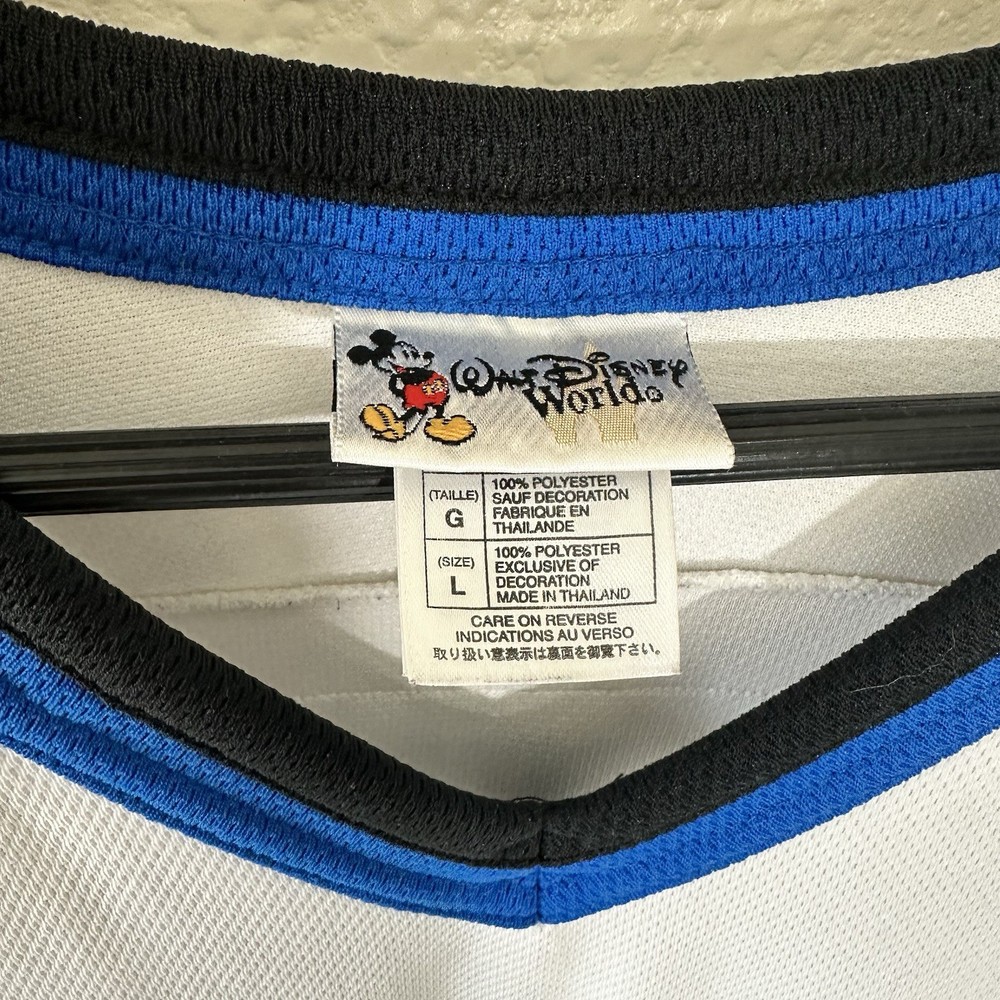 WALT DISNEY
World®
(TAILLE)
G
100% POLYESTER
SAUF DECORATION
FABRIQUE EN
THAILANDE
(SIZE)
L
100% POLYESTER
EXCLUSIVE OF
DECORATION
MADE IN THAILAND
CARE ON REVERSE
INDICATIONS AU VERSO
取り扱い意表示は裏面を御覧下さい。